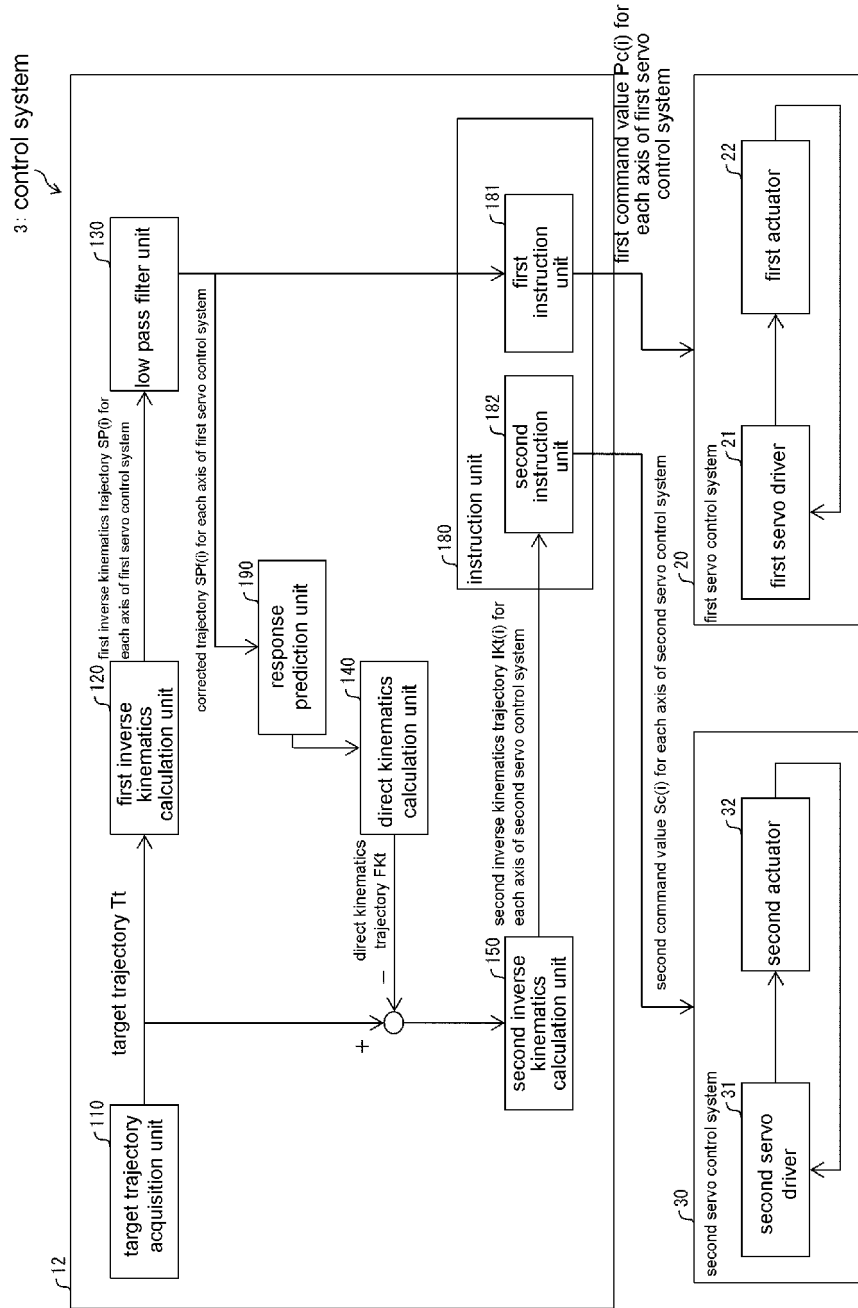 3: control system
12
110
target trajectory
acquisition unit
target trajectory Tt
120
first inverse
kinematics
calculation unit
first inverse kinematics trajectory SP(i) for
each axis of first servo control system
130
low pass filter unit
corrected trajectory SPf(i) for each axis of first servo control system
190
response
prediction unit
140
direct kinematics
calculation unit
direct kinematics
trajectory FKt
+
−
150
second inverse
kinematics
calculation unit
second inverse kinematics trajectory IKt(i) for
each axis of second servo control system
180
instruction unit
182
second
instruction
unit
181
first
instruction
unit
first command value Pc(i) for
each axis of first servo
control system
second command value Sc(i) for each axis of second servo control system
30
second servo control system
31
second servo
driver
32
second actuator
20
first servo control system
21
first servo driver
22
first actuator